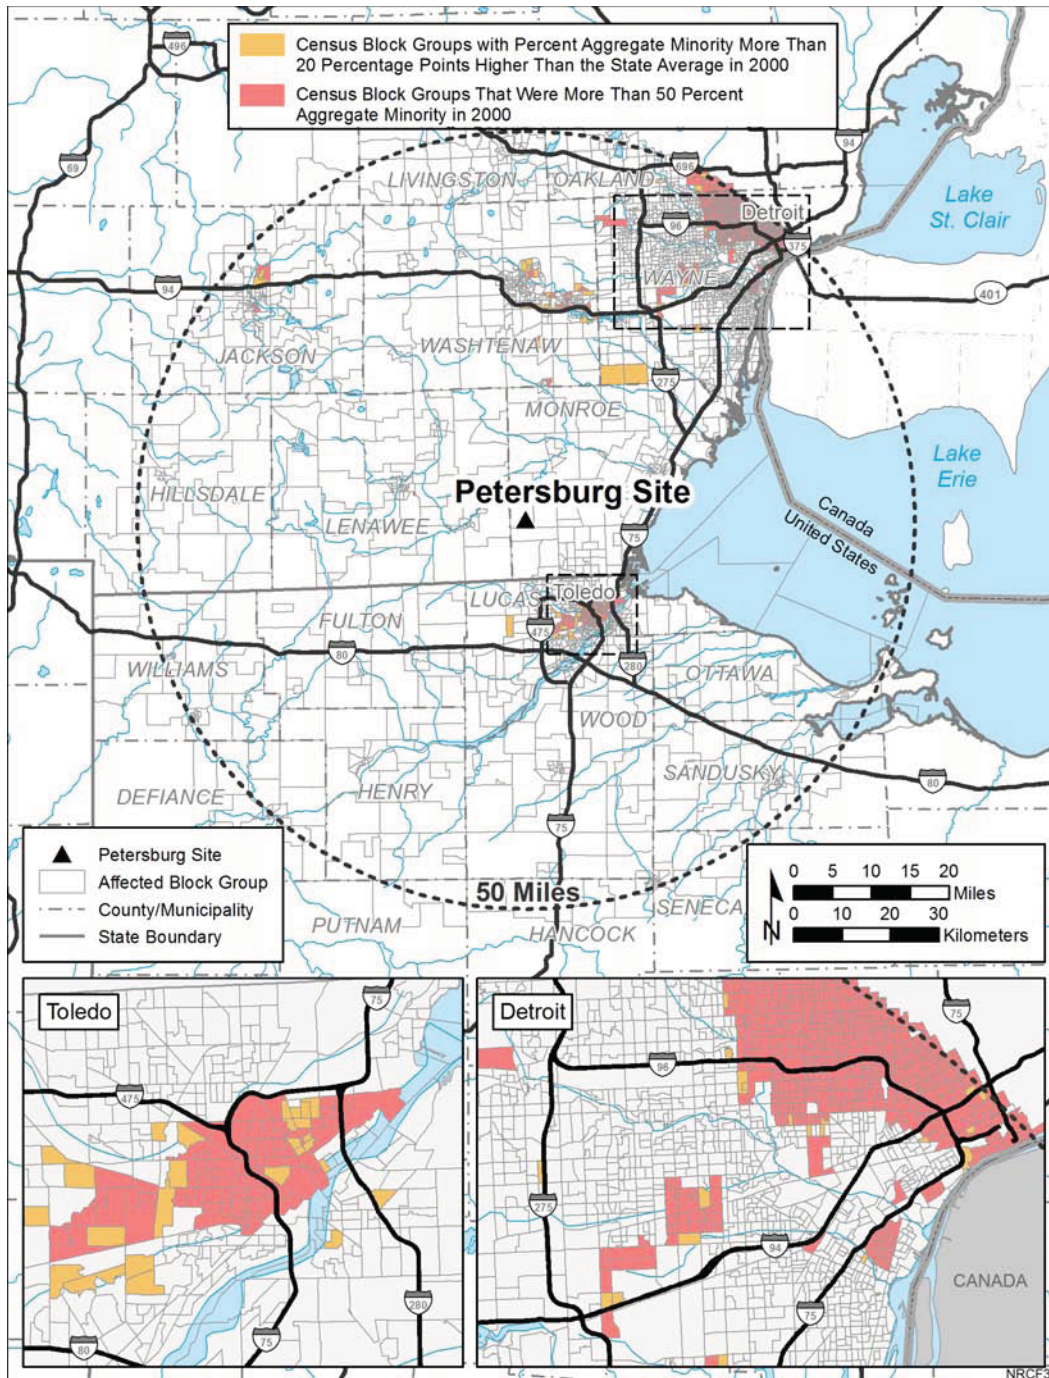 Census Block Groups with Percent Aggregate Minority More Than
20 Percentage Points Higher Than the State Average in 2000
Census Block Groups That Were More Than 50 Percent
Aggregate Minority in 2000
496
94
69
696
LIVINGSTON
OAKLAND
Lake
St. Clair
Detroit
96
375
WAYNE
94
401
JACKSON
WASHTENAW
275
MONROE
Lake
Erie
HILLSDALE
Petersburg Site
LENAWEE
Canada
United States
75
LUCAS
Toledo
FULTON
475
80
WILLIAMS
280
OTTAWA
WOOD
SANDUSKY
80
DEFIANCE
HENRY
75
Petersburg Site
Affected Block Group
County/Municipality
State Boundary
50 Miles
PUTNAM
HANCOCK
SENECA
0 5 10 15 20
Miles
0 10 20 30
Kilometers
N
Toledo
75
475
280
75
80
Detroit
75
96
275
94
75
CANADA
NRCF3